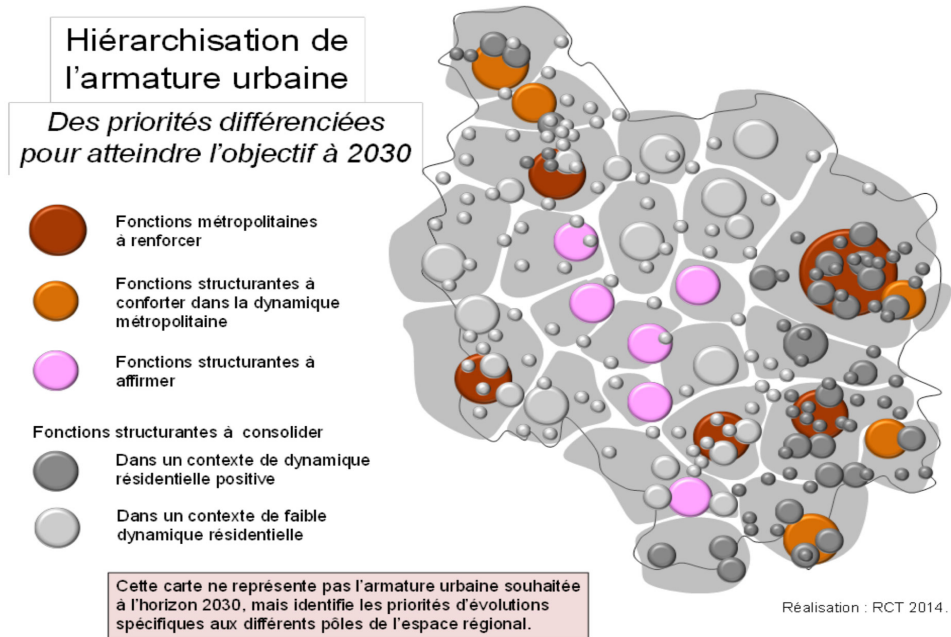 Hiérarchisation de
l'armature urbaine
Des priorités différenciées
pour atteindre l'objectif à 2030
Fonctions métropolitaines
à renforcer
Fonctions structurantes à
conforter dans la dynamique
métropolitaine
Fonctions structurantes à
affirmer
Fonctions structurantes à consolider
Dans un contexte de dynamique
résidentielle positive
Dans un contexte de faible
dynamique résidentielle
Cette carte ne représente pas l'armature urbaine souhaitée
à l'horizon 2030, mais identifie les priorités d'évolutions
spécifiques aux différents pôles de l'espace régional.
Réalisation : RCT 2014.